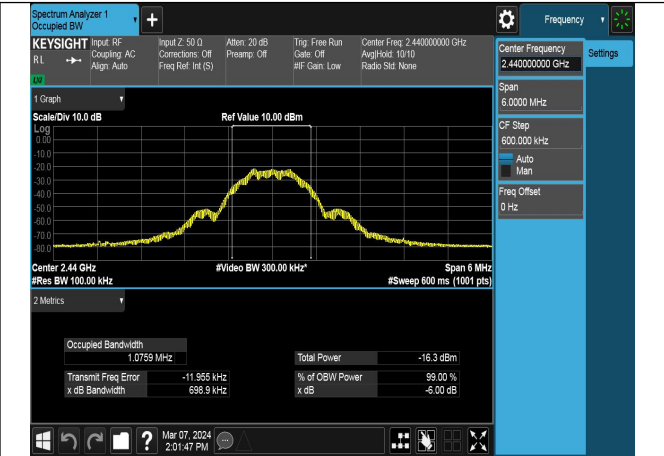 Spectrum Analyzer 1
Occupied BW
+
Frequency
KEYSIGHT
RL
Input: RF
Coupling: AC
Align: Auto
Input Z: 50 Ω
Corrections: Off
Freq Ref: Int (S)
Atten: 20 dB
Preamp: Off
Trig: Free Run
Gate: Off
#IF Gain: Low
Center Freq: 2.440000000 GHz
Avg|Hold: 10/10
Radio Std: None
Center Frequency
2.440000000 GHz
Settings
Span
6.0000 MHz
CF Step
600.000 kHz
Auto
Man
Freq Offset
0 Hz
1 Graph
Scale/Div 10.0 dB
Ref Value 10.00 dBm
Log
0.00
-10.0
-20.0
-30.0
-40.0
-50.0
-60.0
-70.0
-80.0
Center 2.44 GHz
#Video BW 300.00 kHz*
Span 6 MHz
#Res BW 100.00 kHz
#Sweep 600 ms (1001 pts)
2 Metrics
Occupied Bandwidth
1.0759 MHz
Total Power -16.3 dBm
Transmit Freq Error -11.955 kHz
% of OBW Power 99.00 %
x dB Bandwidth 698.9 kHz
x dB -6.00 dB
?
Mar 07, 2024
2:01:47 PM